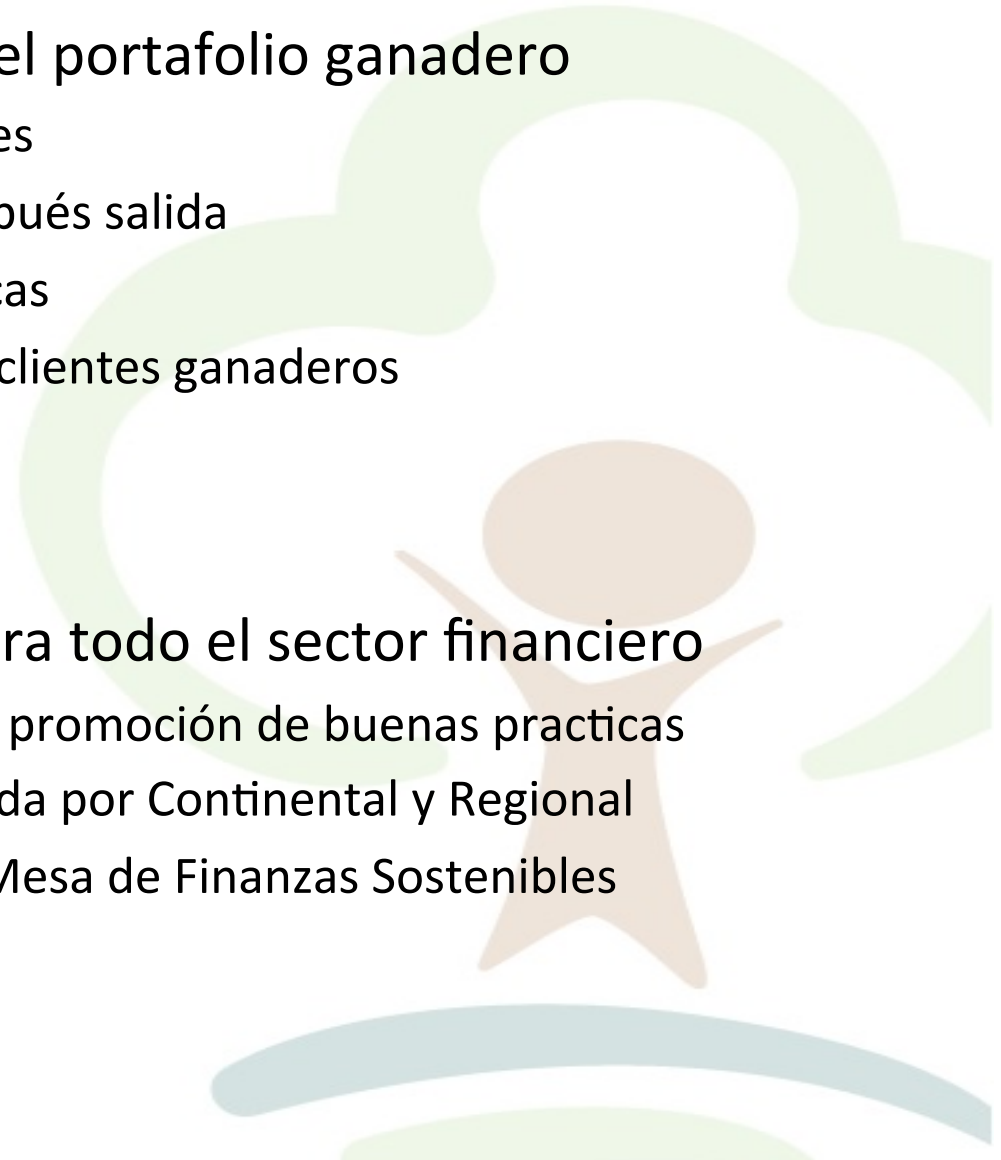 el portafolio ganadero
es
pués salida
cas
clientes ganaderos
ra todo el sector financiero
promoción de buenas practicas
da por Continental y Regional
Mesa de Finanzas Sostenibles